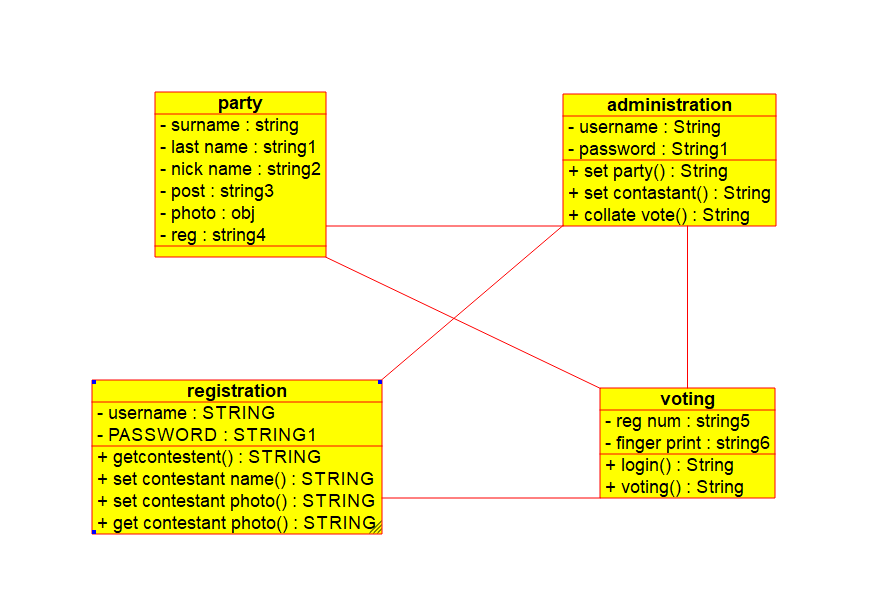 party
- surname : string
- last name : string1
- nick name : string2
- post : string3
- photo : obj
- reg : string4
administration
- username : String
- password : String1
+ set party() : String
+ set contastant() : String
+ collate vote() : String
registration
- username : STRING
- PASSWORD : STRING1
+ getcontestent() : STRING
+ set contestant name() : STRING
+ set contestant photo() : STRING
+ get contestant photo() : STRING
voting
- reg num : string5
- finger print : string6
+ login() : String
+ voting() : String